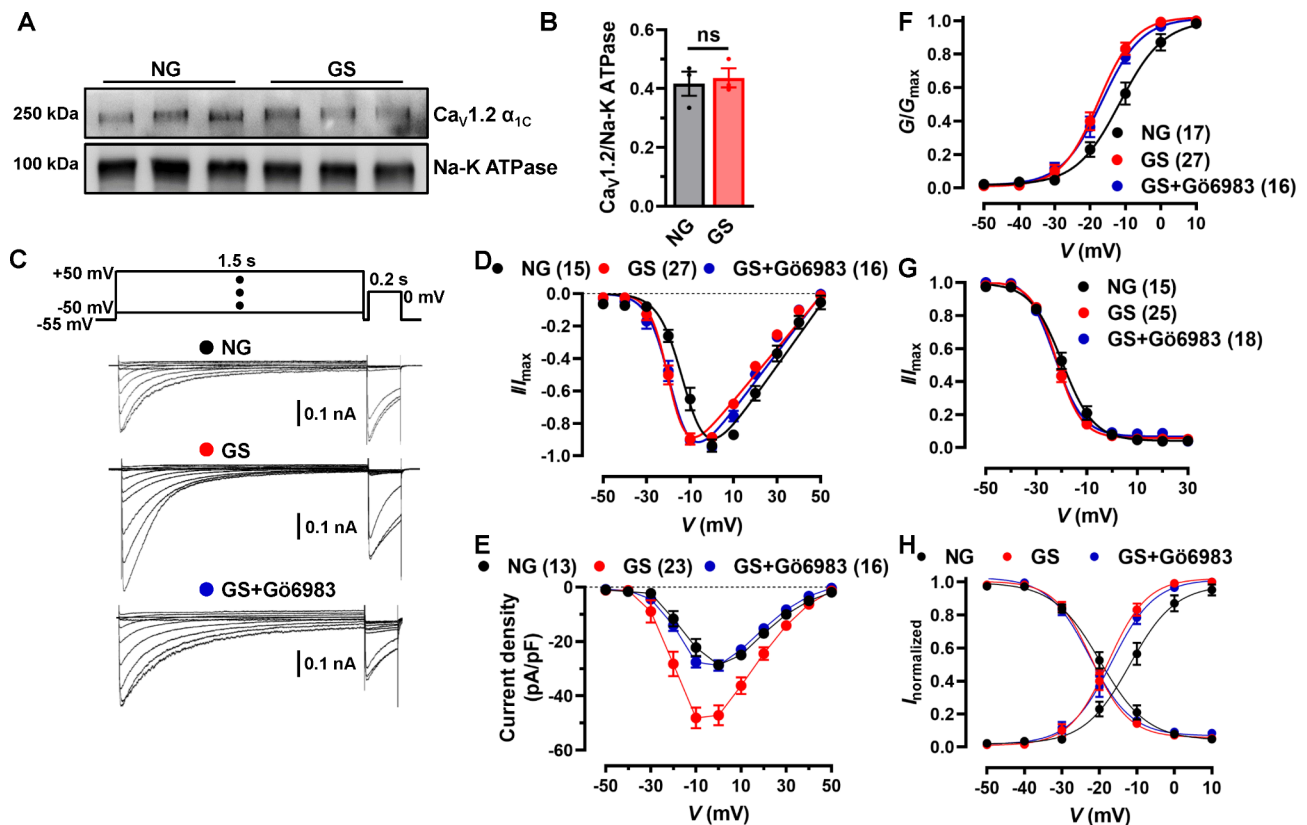 A
NG GS
250 kDa
CaV1.2 α1C
100 kDa
Na-K ATPase
B
ns
CaV1.2/Na-K ATPase
0.6
0.4
0.2
0.0
NG
GS
C
1.5 s
+50 mV
0.2 s
0 mV
-50 mV
-55 mV
NG
0.1 nA
GS
0.1 nA
GS+Gö6983
0.1 nA
D
NG (15) GS (27) GS+Gö6983 (16)
I/Imax
0.0
-0.2
-0.4
-0.6
-0.8
-1.0
-50 -30 -10 10 30 50
V (mV)
E
NG (13) GS (23) GS+Gö6983 (16)
Current density
(pA/pF)
0
-20
-40
-60
-50 -30 -10 10 30 50
V (mV)
F
G/Gmax
1.0
0.8
0.6
0.4
0.2
0.0
NG (17)
GS (27)
GS+Gö6983 (16)
-50 -40 -30 -20 -10 0 10
V (mV)
G
I/Imax
1.0
0.8
0.6
0.4
0.2
0.0
NG (15)
GS (25)
GS+Gö6983 (18)
-50 -30 -10 10 30
V (mV)
H
NG GS GS+Gö6983
Inormalized
1.0
0.8
0.6
0.4
0.2
0.0
-50 -40 -30 -20 -10 0 10
V (mV)